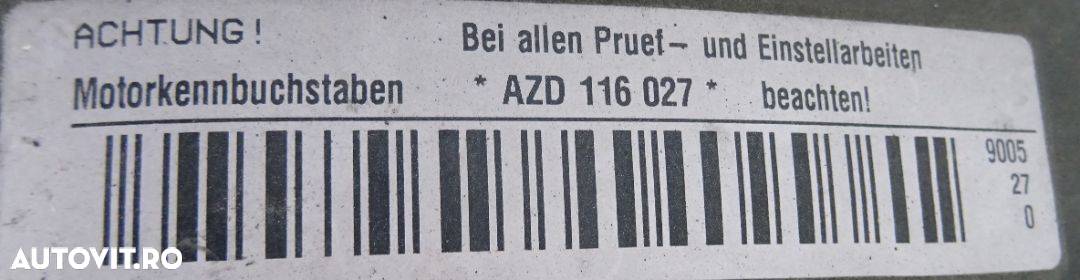 ACHTUNG! Bei allen Pruef- und Einstellarbeiten
Motorkennbuchstaben * AZD 116 027 * beachten!
9005
27
0
AUTOVIT.RO